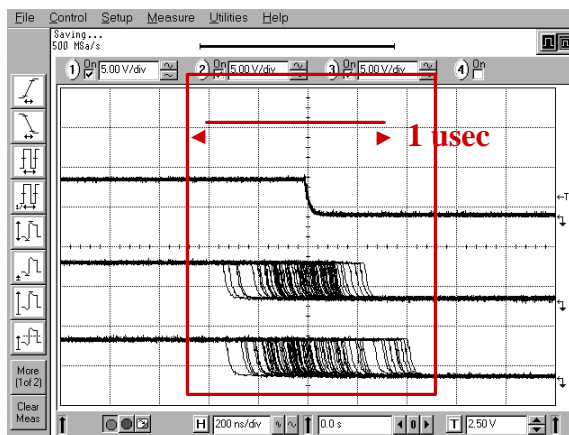 File Control Setup Measure Utilities Help
Saving...
500 MSa/s
1 On 5.00 V/div 2 On 5.00 V/div 3 On 5.00 V/div 4 On
1 usec
T
More
(1 of 2)
Clear
Meas
H 200 ns/div 0.0 s 0 T 2.50 V